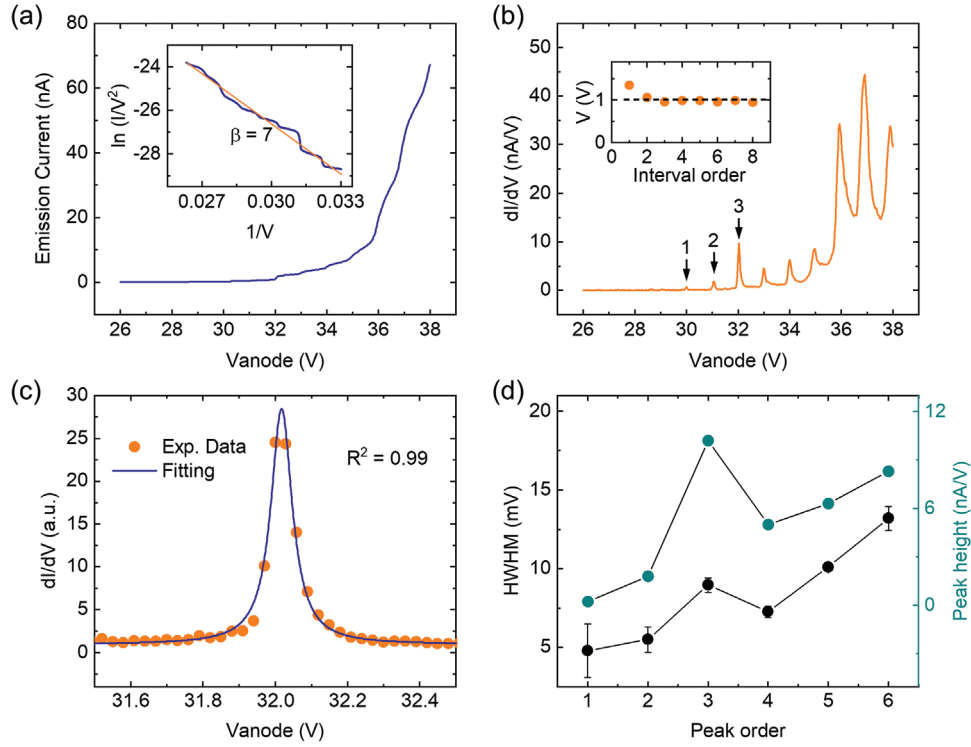 (a)
Emission Current (nA)
70
60
50
40
30
20
10
0
26 28 30 32 34 36 38
Vanode (V)
ln (I/V²)
-24
-26
-28
β = 7
0.027 0.030 0.033
1/V
(b)
dI/dV (nA/V)
50
40
30
20
10
0
26 28 30 32 34 36 38
Vanode (V)
V (V)
1
0
0 2 4 6 8
Interval order
1 2 3
(c)
dI/dV (a.u.)
30
25
20
15
10
5
0
Exp. Data
Fitting
R² = 0.99
31.6 31.8 32.0 32.2 32.4
Vanode (V)
(d)
HWHM (mV)
20
15
10
5
1 2 3 4 5 6
Peak order
12
6
0
Peak height (nA/V)